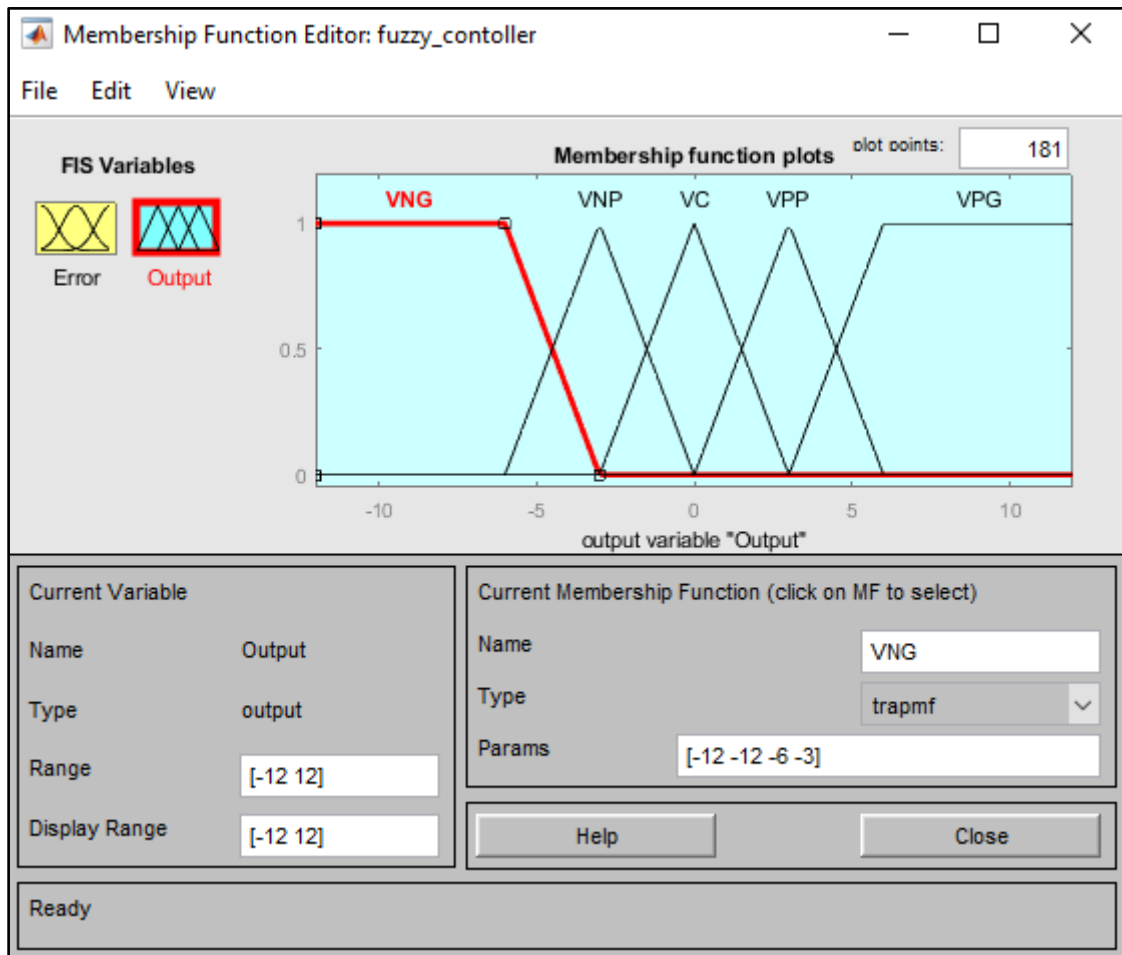 Membership Function Editor: fuzzy_contoller
File Edit View
FIS Variables
Membership function plots plot points: 181
VNG VNP VC VPP VPG
1
0.5
0
Error Output
-10 -5 0 5 10
output variable "Output"
Current Variable
Name Output
Type output
Range [-12 12]
Display Range [-12 12]
Current Membership Function (click on MF to select)
Name VNG
Type trapmf
Params [-12 -12 -6 -3]
Help Close
Ready